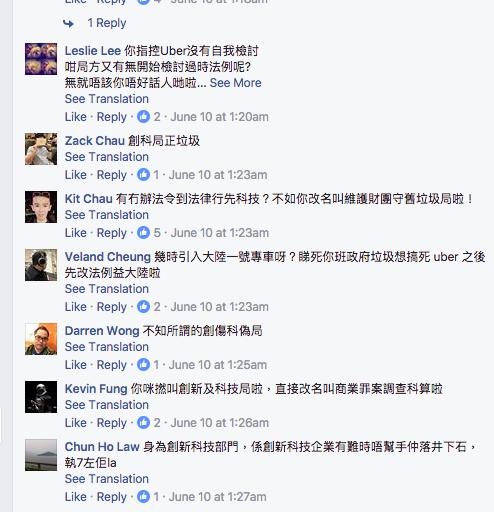 Like · Reply · 4 · June 10 at 1:18am
1 Reply
Leslie Lee 你指控Uber沒有自我檢討
咁局方又有無開始檢討過時法例呢?
無就唔該你唔好話人哋啦... See More
See Translation
Like · Reply · 2 · June 10 at 1:20am
Zack Chau 創科局正垃圾
See Translation
Like · Reply · 1 · June 10 at 1:23am
Kit Chau 有冇辦法令到法律行先科技？不如你改名叫維護財團守舊垃圾局啦！
See Translation
Like · Reply · 5 · June 10 at 1:23am
Veland Cheung 幾時引入大陸一號專車呀？睇死你班政府垃圾想搞死 uber 之後
先改法例益大陸啦
See Translation
Like · Reply · 2 · June 10 at 1:23am
Darren Wong 不知所謂的創傷科偽局
See Translation
Like · Reply · 1 · June 10 at 1:25am
Kevin Fung 你咪撚叫創新及科技局啦，直接改名叫商業罪案調查科算啦
See Translation
Like · Reply · 2 · June 10 at 1:26am
Chun Ho Law 身為創新科技部門，係創新科技企業有難時唔幫手仲落井下石，
執7左佢la
See Translation
Like · Reply · 1 · June 10 at 1:27am